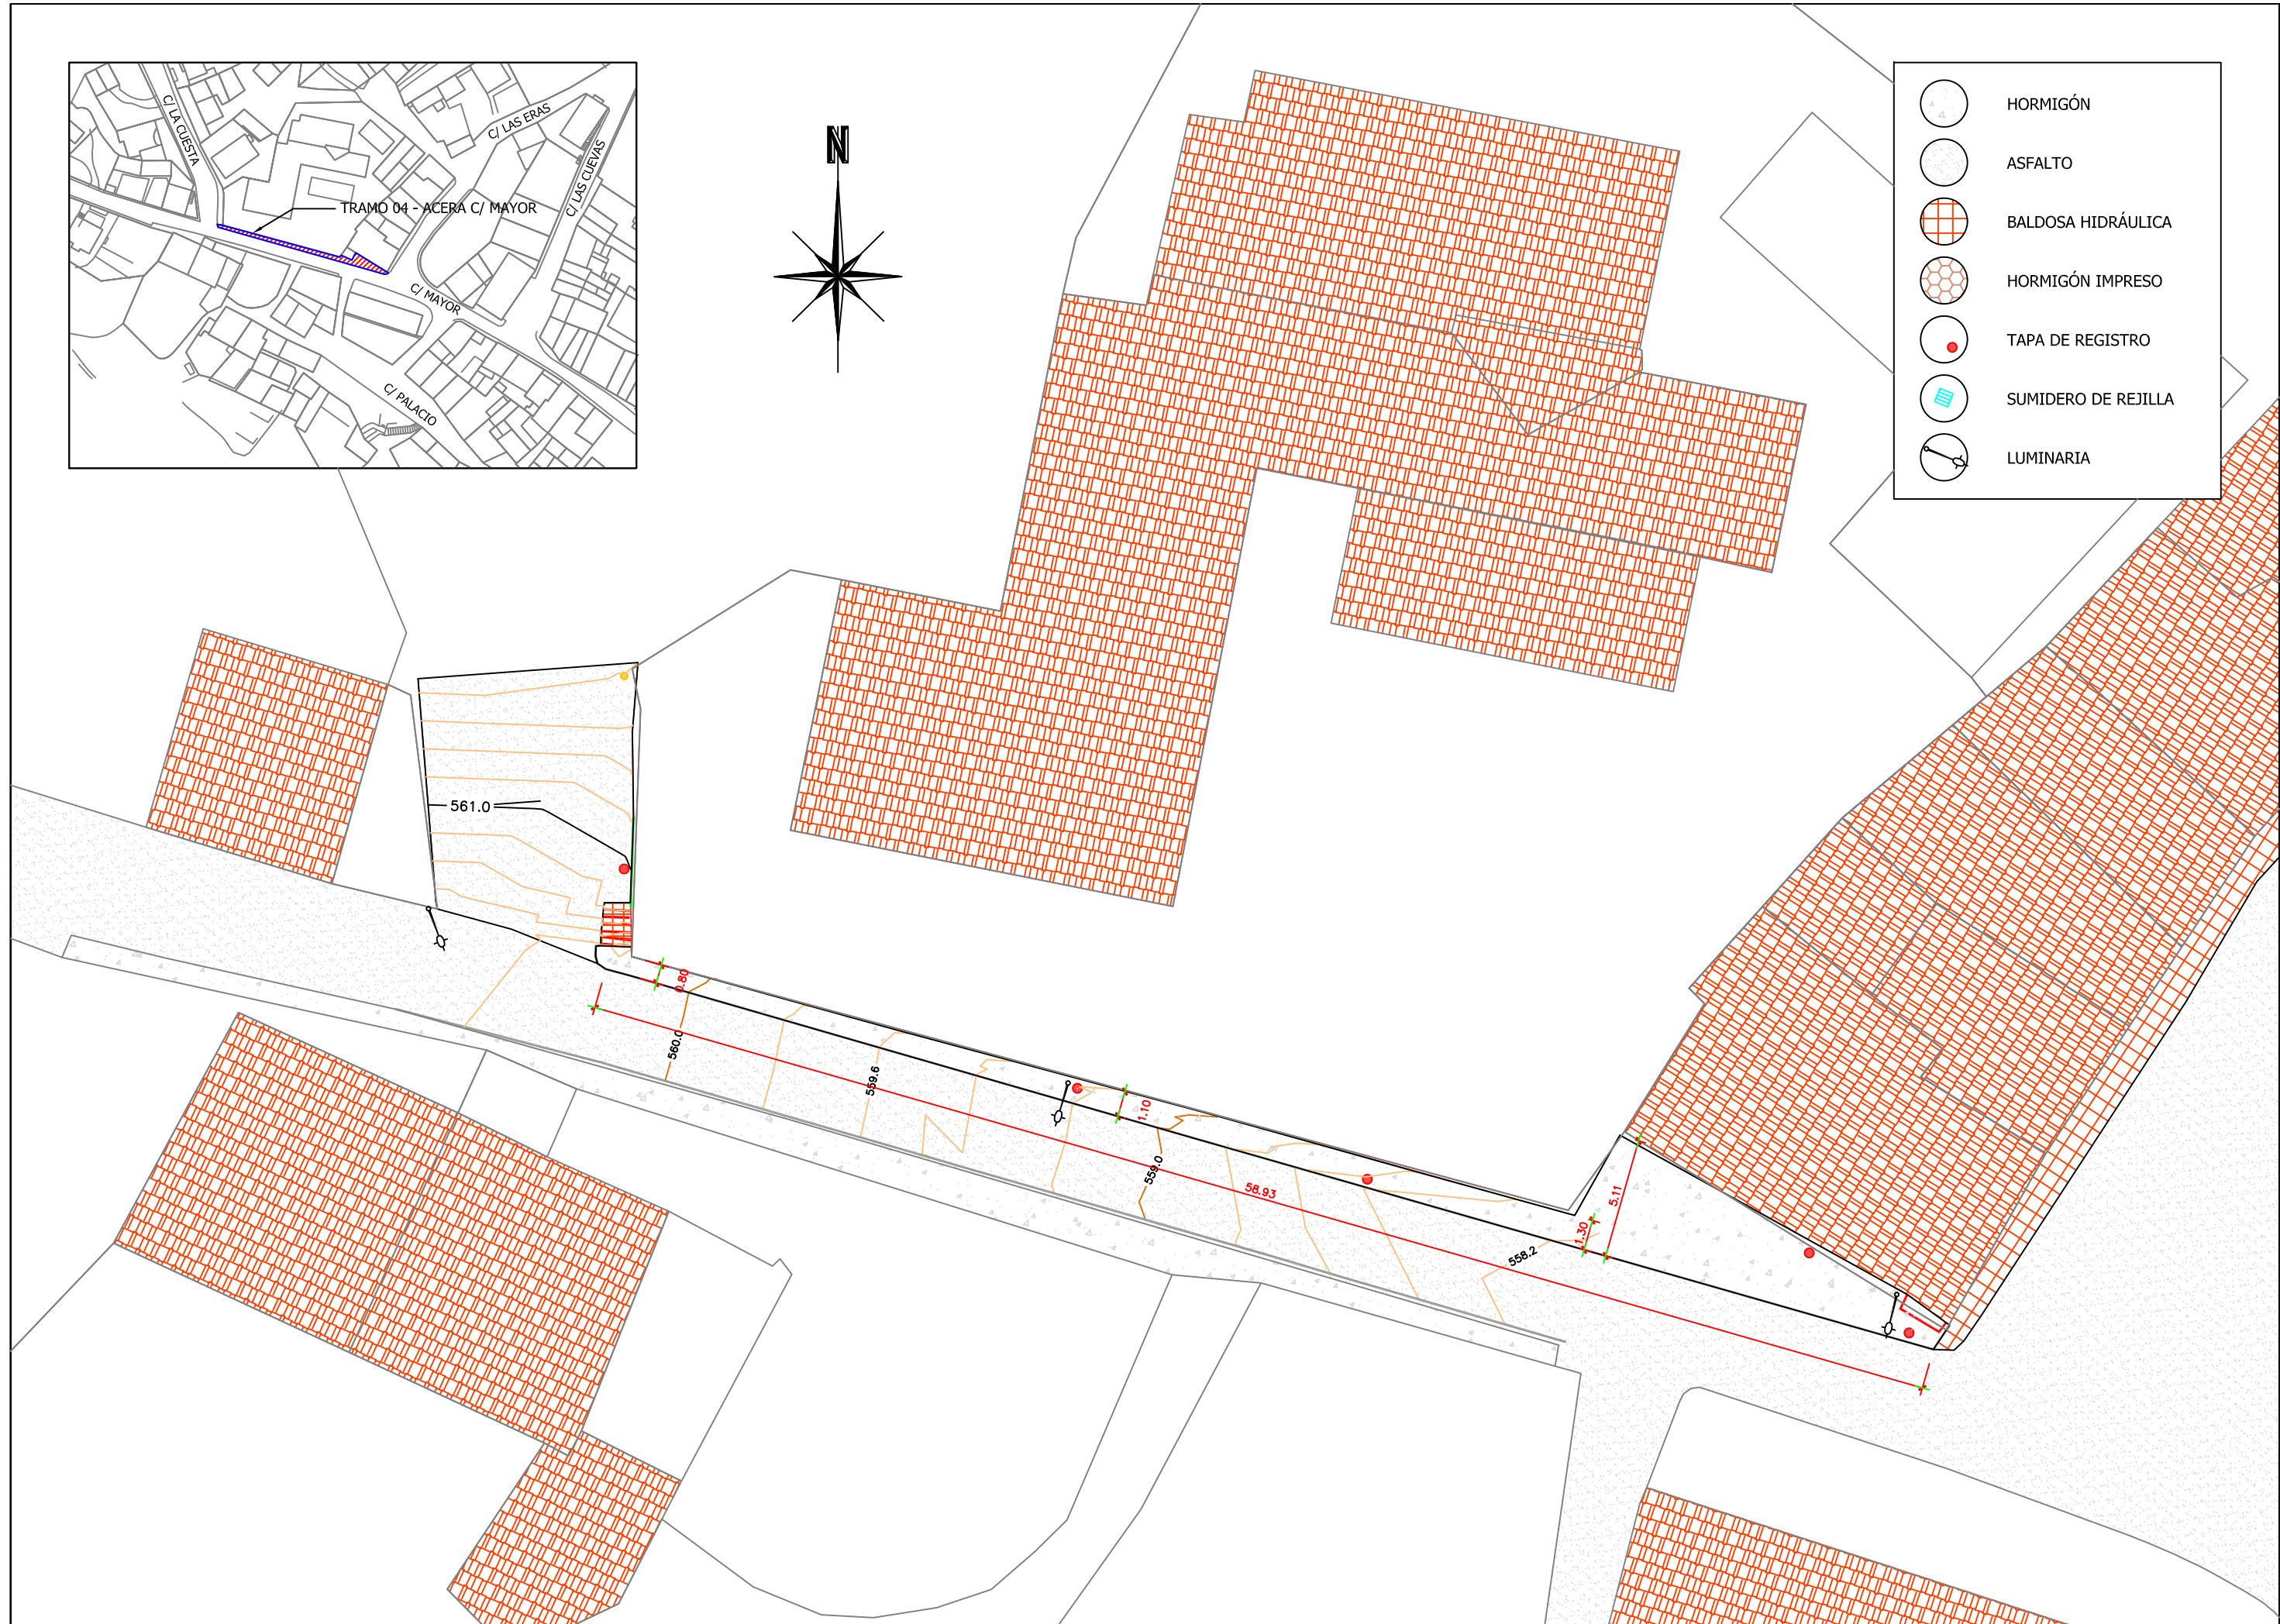 C/ LA CUESTA
C/ LAS ERAS
C/ LAS CUEVAS
TRAMO 04 - ACERA C/ MAYOR
C/ MAYOR
C/ PALACIO
N
HORMIGÓN
ASFALTO
BALDOSA HIDRÁULICA
HORMIGÓN IMPRESO
TAPA DE REGISTRO
SUMIDERO DE REJILLA
LUMINARIA
561.0
0.80
560.0
559.6
1.10
559.0
58.93
5.11
1.30
558.2